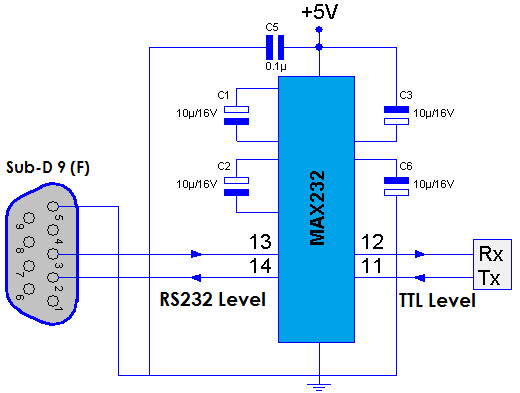 +5V
C5
0.1µ
C1
10µ/16V
C3
10µ/16V
C2
10µ/16V
C6
10µ/16V
MAX232
Sub-D 9 (F)
5
9
4
8
3
7
2
6
1
13
12
Rx
14
11
Tx
RS232 Level
TTL Level